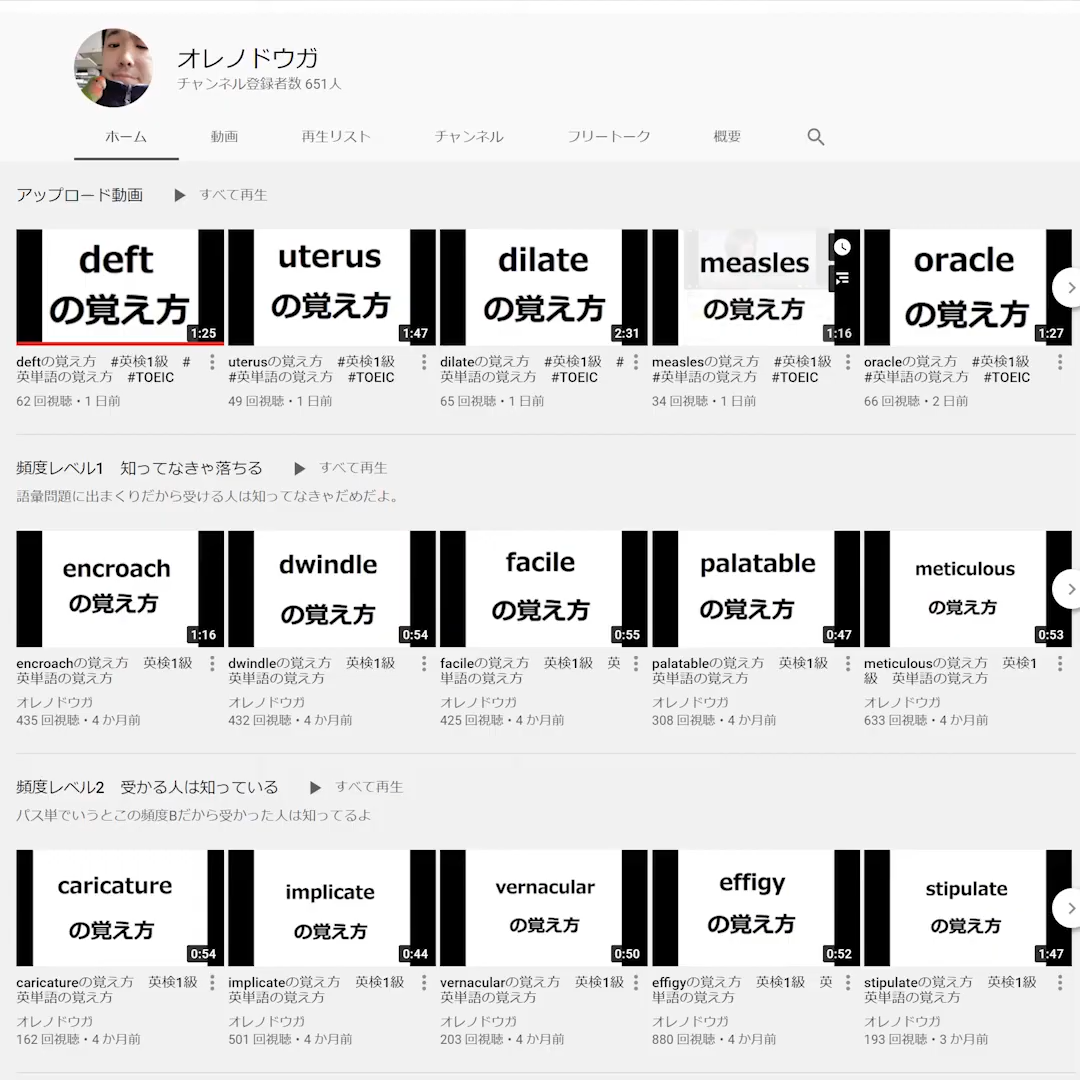 オレノドウガ
チャンネル登録者数 651人
ホーム 動画 再生リスト チャンネル フリートーク 概要
アップロード動画 すべて再生
deft uterus dilate measles oracle
の覚え方 の覚え方 の覚え方 の覚え方 の覚え方
1:25 1:47 2:31 1:16 1:27
deftの覚え方 #英検1級 # uterusの覚え方 #英検1級 dilateの覚え方 #英検1級 # measlesの覚え方 #英検1級 oracleの覚え方 #英検1級
英単語の覚え方 #TOEIC #英単語の覚え方 #TOEIC 英単語の覚え方 #TOEIC #英単語の覚え方 #TOEIC #英単語の覚え方 #TOEIC
62 回視聴・1 日前 49 回視聴・1 日前 65 回視聴・1 日前 34 回視聴・1 日前 66 回視聴・2 日前
頻度レベル1 知ってなきゃ落ちる すべて再生
語彙問題に出まくりだから受ける人は知ってなきゃだめだよ。
encroach dwindle facile palatable meticulous
の覚え方 の覚え方 の覚え方 の覚え方 の覚え方
1:16 0:54 0:55 0:47 0:53
encroachの覚え方 英検1級 dwindleの覚え方 英検1級 facileの覚え方 英検1級 英 palatableの覚え方 英検1級 meticulousの覚え方 英検1
英単語の覚え方 英単語の覚え方 単語の覚え方 英単語の覚え方 級 英単語の覚え方
オレノドウガ オレノドウガ オレノドウガ オレノドウガ オレノドウガ
435 回視聴・4 か月前 432 回視聴・4 か月前 425 回視聴・4 か月前 308 回視聴・4 か月前 633 回視聴・4 か月前
頻度レベル2 受かる人は知っている すべて再生
パス単でいうとこの頻度Bだから受かった人は知ってるよ
caricature implicate vernacular effigy stipulate
の覚え方 の覚え方 の覚え方 の覚え方 の覚え方
0:54 0:44 0:50 0:52 1:47
caricatureの覚え方 英検1級 implicateの覚え方 英検1級 vernacularの覚え方 英検1級 effigyの覚え方 英検1級 英 stipulateの覚え方 英検1級
英単語の覚え方 英単語の覚え方 英単語の覚え方 単語の覚え方 英単語の覚え方
オレノドウガ オレノドウガ オレノドウガ オレノドウガ オレノドウガ
162 回視聴・4 か月前 501 回視聴・4 か月前 203 回視聴・4 か月前 880 回視聴・4 か月前 193 回視聴・3 か月前